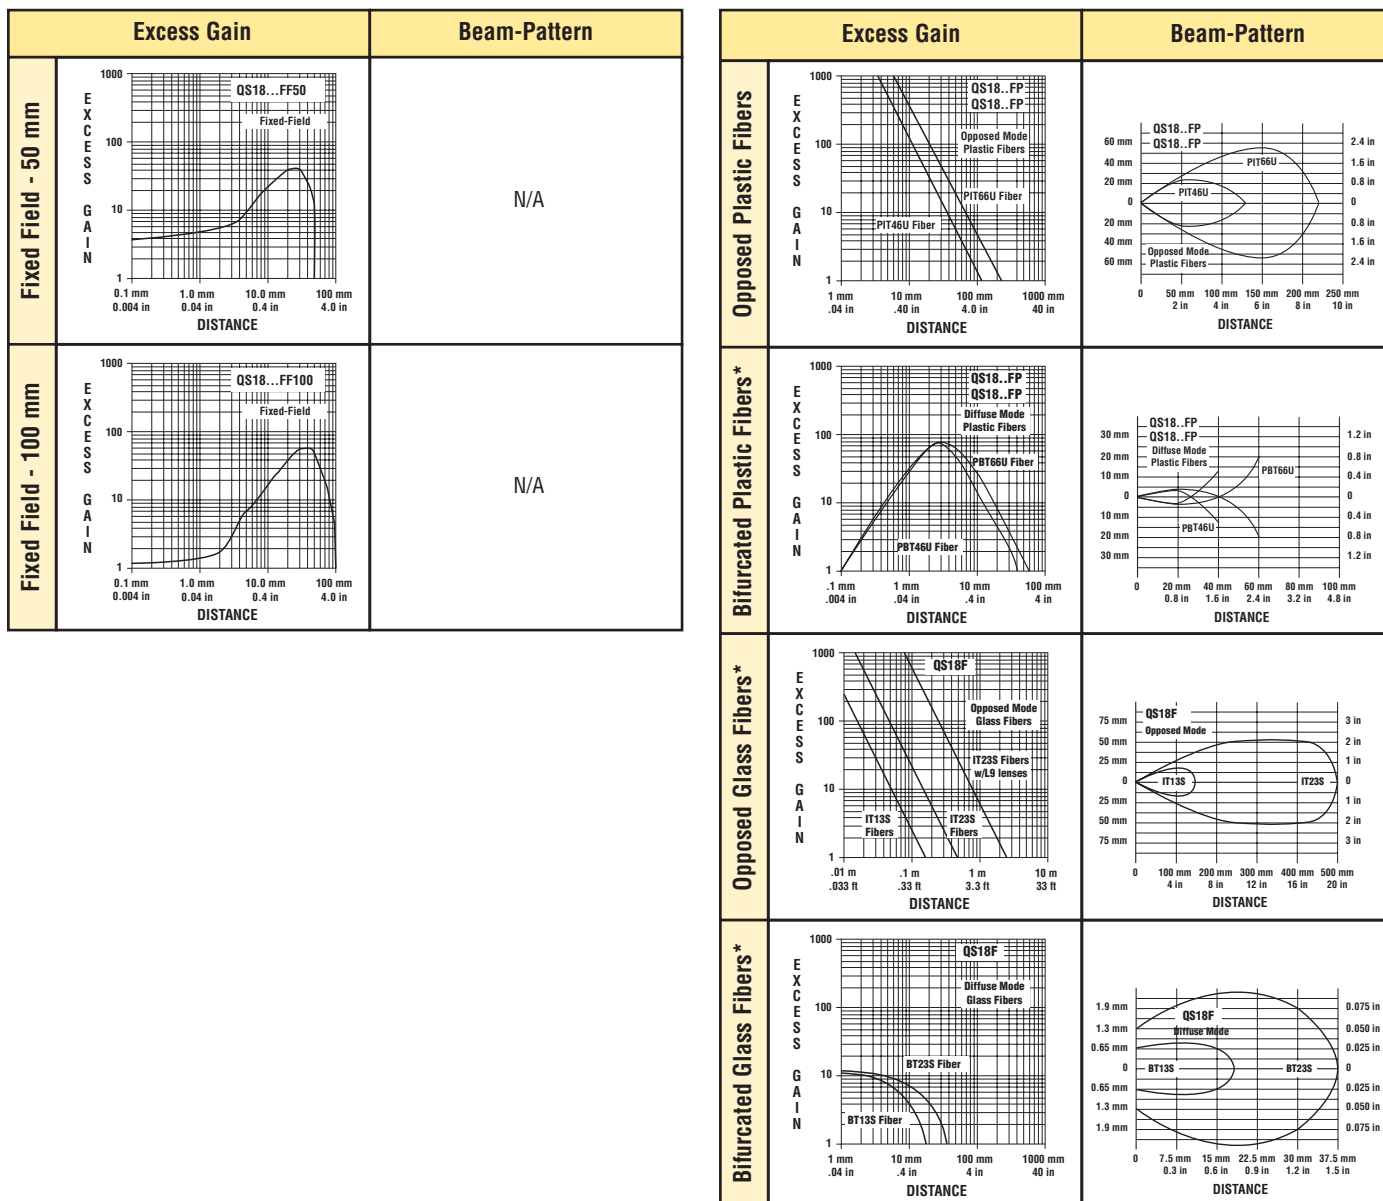 Excess Gain
Beam-Pattern
Fixed Field - 50 mm
EXCESS GAIN
1000
100
10
1
QS18...FF50
Fixed-Field
0.1 mm 1.0 mm 10.0 mm 100 mm
0.004 in 0.04 in 0.4 in 4.0 in
DISTANCE
N/A
Fixed Field - 100 mm
EXCESS GAIN
1000
100
10
1
QS18...FF100
Fixed-Field
0.1 mm 1.0 mm 10.0 mm 100 mm
0.004 in 0.04 in 0.4 in 4.0 in
DISTANCE
N/A
Excess Gain
Beam-Pattern
Opposed Plastic Fibers
EXCESS GAIN
1000
100
10
1
QS18..FP
QS18..FP
Opposed Mode
Plastic Fibers
PIT66U Fiber
PIT46U Fiber
1 mm 10 mm 100 mm 1000 mm
.04 in .40 in 4.0 in 40 in
DISTANCE
QS18..FP
QS18..FP
60 mm 2.4 in
40 mm 1.6 in
20 mm 0.8 in
0 0
20 mm 0.8 in
40 mm 1.6 in
60 mm 2.4 in
PIT66U
PIT46U
Opposed Mode
Plastic Fibers
0 50 mm 100 mm 150 mm 200 mm 250 mm
2 in 4 in 6 in 8 in 10 in
DISTANCE
Bifurcated Plastic Fibers*
EXCESS GAIN
1000
100
10
1
QS18..FP
QS18..FP
Diffuse Mode
Plastic Fibers
PBT66U Fiber
PBT46U Fiber
.1 mm 1 mm 10 mm 100 mm
.004 in .04 in .4 in 4 in
DISTANCE
QS18..FP
QS18..FP
Diffuse Mode
Plastic Fibers
30 mm 1.2 in
20 mm 0.8 in
10 mm 0.4 in
0 0
10 mm 0.4 in
20 mm 0.8 in
30 mm 1.2 in
PBT66U
PBT46U
0 20 mm 40 mm 60 mm 80 mm 100 mm
0.8 in 1.6 in 2.4 in 3.2 in 4.8 in
DISTANCE
Opposed Glass Fibers*
EXCESS GAIN
1000
100
10
1
QS18F
Opposed Mode
Glass Fibers
IT23S Fibers
w/L9 lenses
IT13S
Fibers
IT23S
Fibers
.01 m .1 m 1 m 10 m
.033 ft .33 ft 3.3 ft 33 ft
DISTANCE
QS18F
Opposed Mode
75 mm 3 in
50 mm 2 in
25 mm 1 in
0 0
25 mm 1 in
50 mm 2 in
75 mm 3 in
IT13S
IT23S
0 100 mm 200 mm 300 mm 400 mm 500 mm
4 in 8 in 12 in 16 in 20 in
DISTANCE
Bifurcated Glass Fibers*
EXCESS GAIN
1000
100
10
1
QS18F
Diffuse Mode
Glass Fibers
BT23S Fiber
BT13S Fiber
1 mm 10 mm 100 mm 1000 mm
.04 in .4 in 4 in 40 in
DISTANCE
1.9 mm 0.075 in
1.3 mm 0.050 in
0.65 mm 0.025 in
0 0
0.65 mm 0.025 in
1.3 mm 0.050 in
1.9 mm 0.075 in
QS18F
Diffuse Mode
BT13S
BT23S
0 7.5 mm 15 mm 22.5 mm 30 mm 37.5 mm
0.3 in 0.6 in 0.9 in 1.2 in 1.5 in
DISTANCE